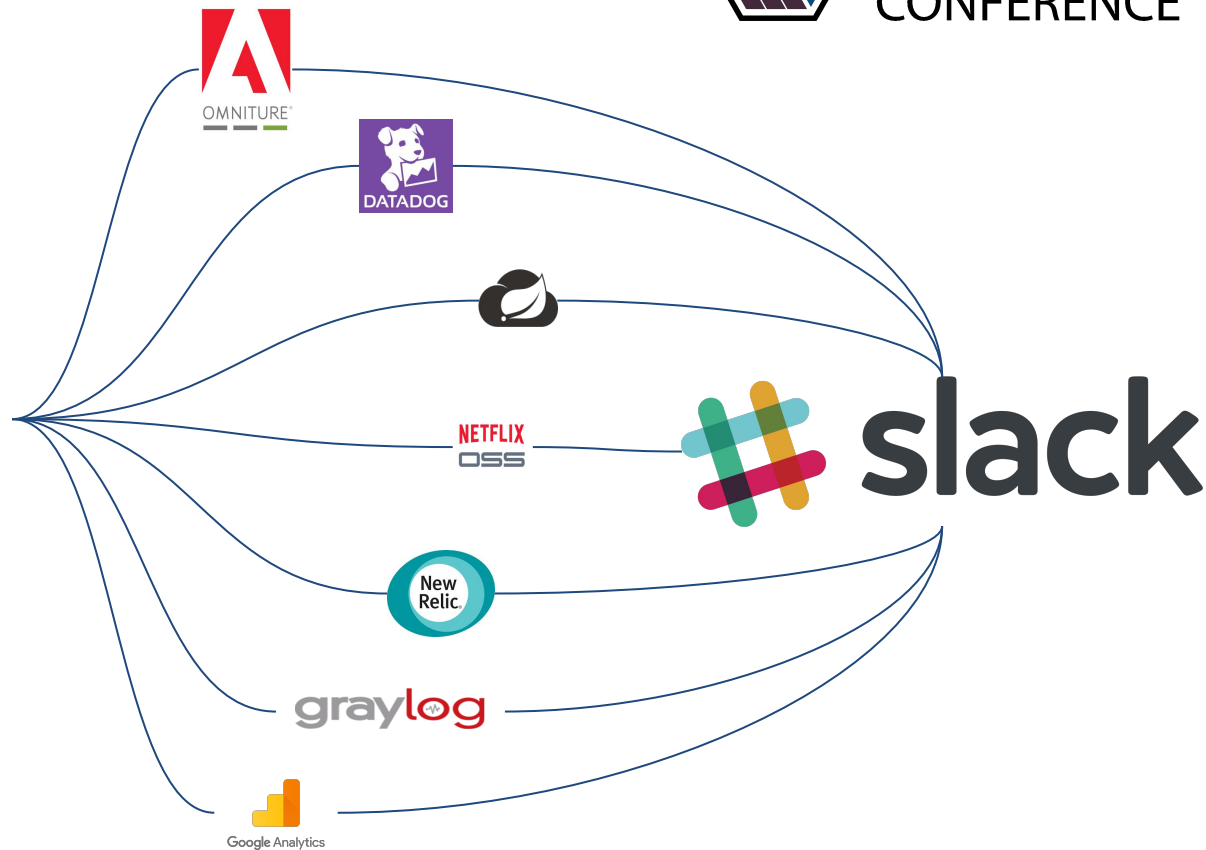 CONFERENCE
OMNITURE®
DATADOG
NETFLIX
OSS
slack
New
Relic.
graylog
Google Analytics